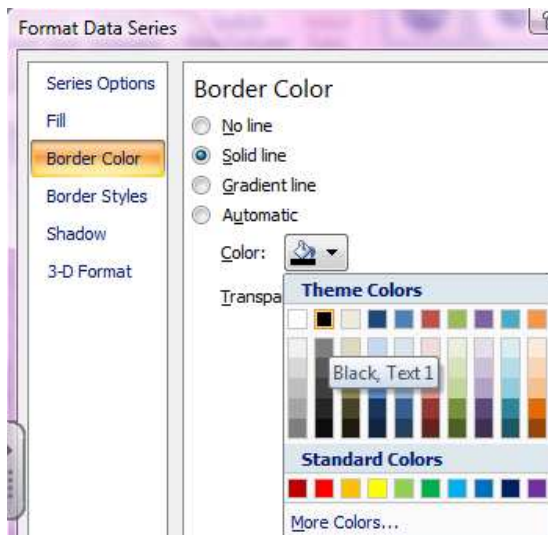 Format Data Series
Series Options
Fill
Border Color
Border Styles
Shadow
3-D Format
Border Color
No line
Solid line
Gradient line
Automatic
Color:
Transpa
Theme Colors
Black, Text 1
Standard Colors
More Colors...